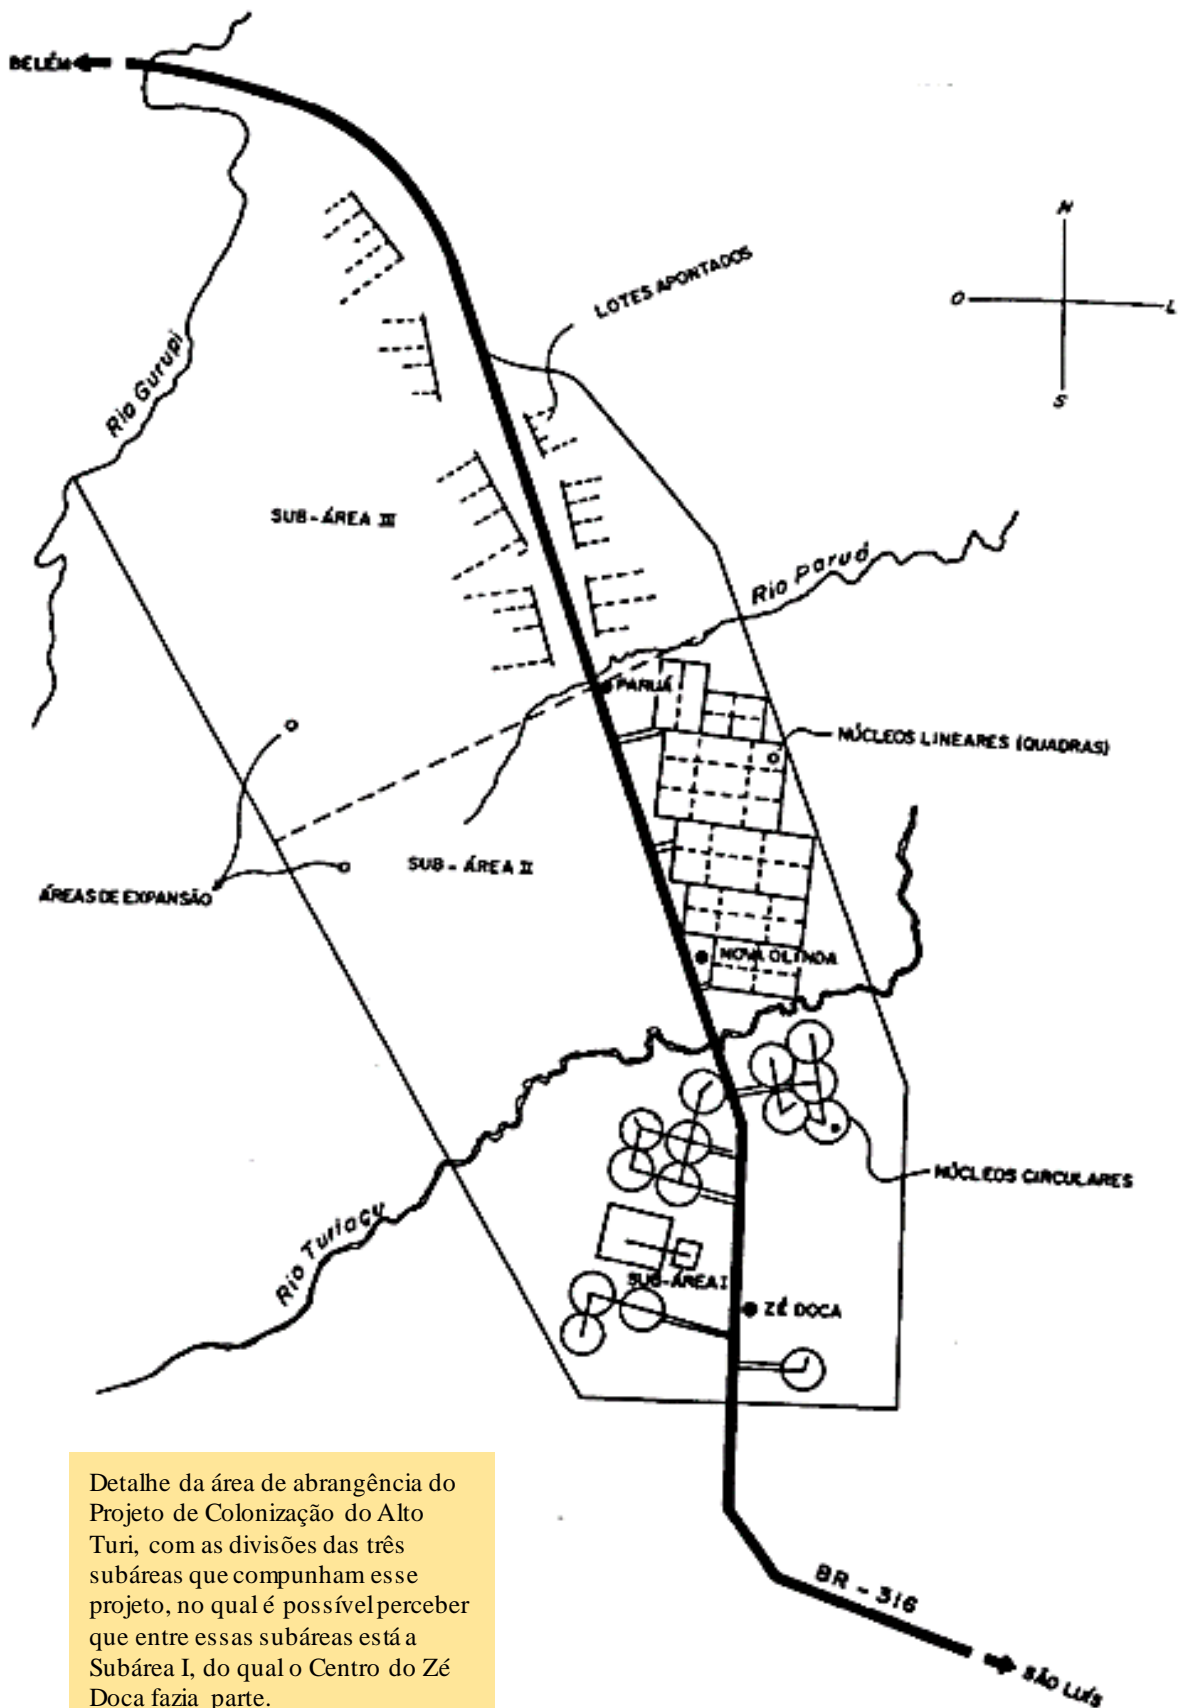 BELÉM
N
O
L
S
LOTES APONTADOS
Rio Gurupi
SUB-ÁREA III
Rio Paruá
PARUÁ
NÚCLEOS LINEARES (QUADRAS)
SUB-ÁREA II
ÁREAS DE EXPANSÃO
NOVA OLINDA
NÚCLEOS CIRCULARES
Rio Turiaçu
SUB-ÁREA I
ZÉ DOCA
BR-316
SÃO LUÍS
Detalhe da área de abrangência do
Projeto de Colonização do Alto
Turi, com as divisões das três
subáreas que compunham esse
projeto, no qual é possível perceber
que entre essas subáreas está a
Subárea I, do qual o Centro do Zé
Doca fazia parte.